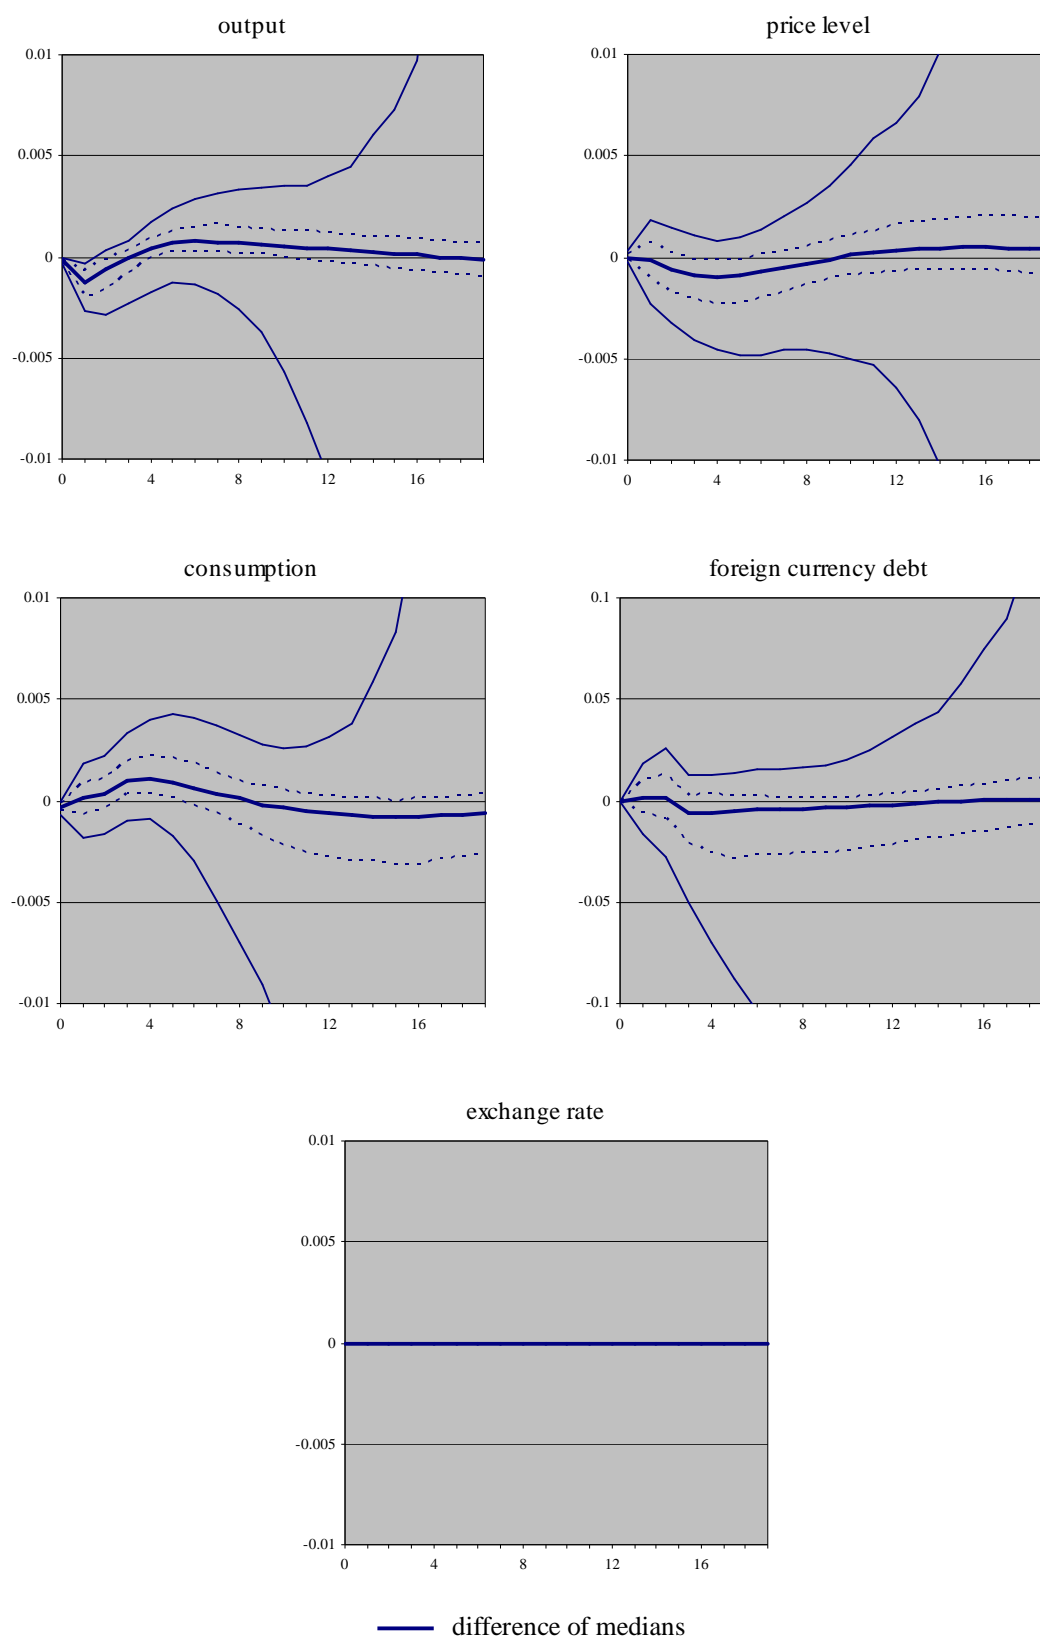 output
price level
0.01
0.005
0
-0.005
-0.01
0 4 8 12 16
0.01
0.005
0
-0.005
-0.01
0 4 8 12 16
consumption
foreign currency debt
0.01
0.005
0
-0.005
-0.01
0 4 8 12 16
0.1
0.05
0
-0.05
-0.1
0 4 8 12 16
exchange rate
0.01
0.005
0
-0.005
-0.01
0 4 8 12 16
difference of medians